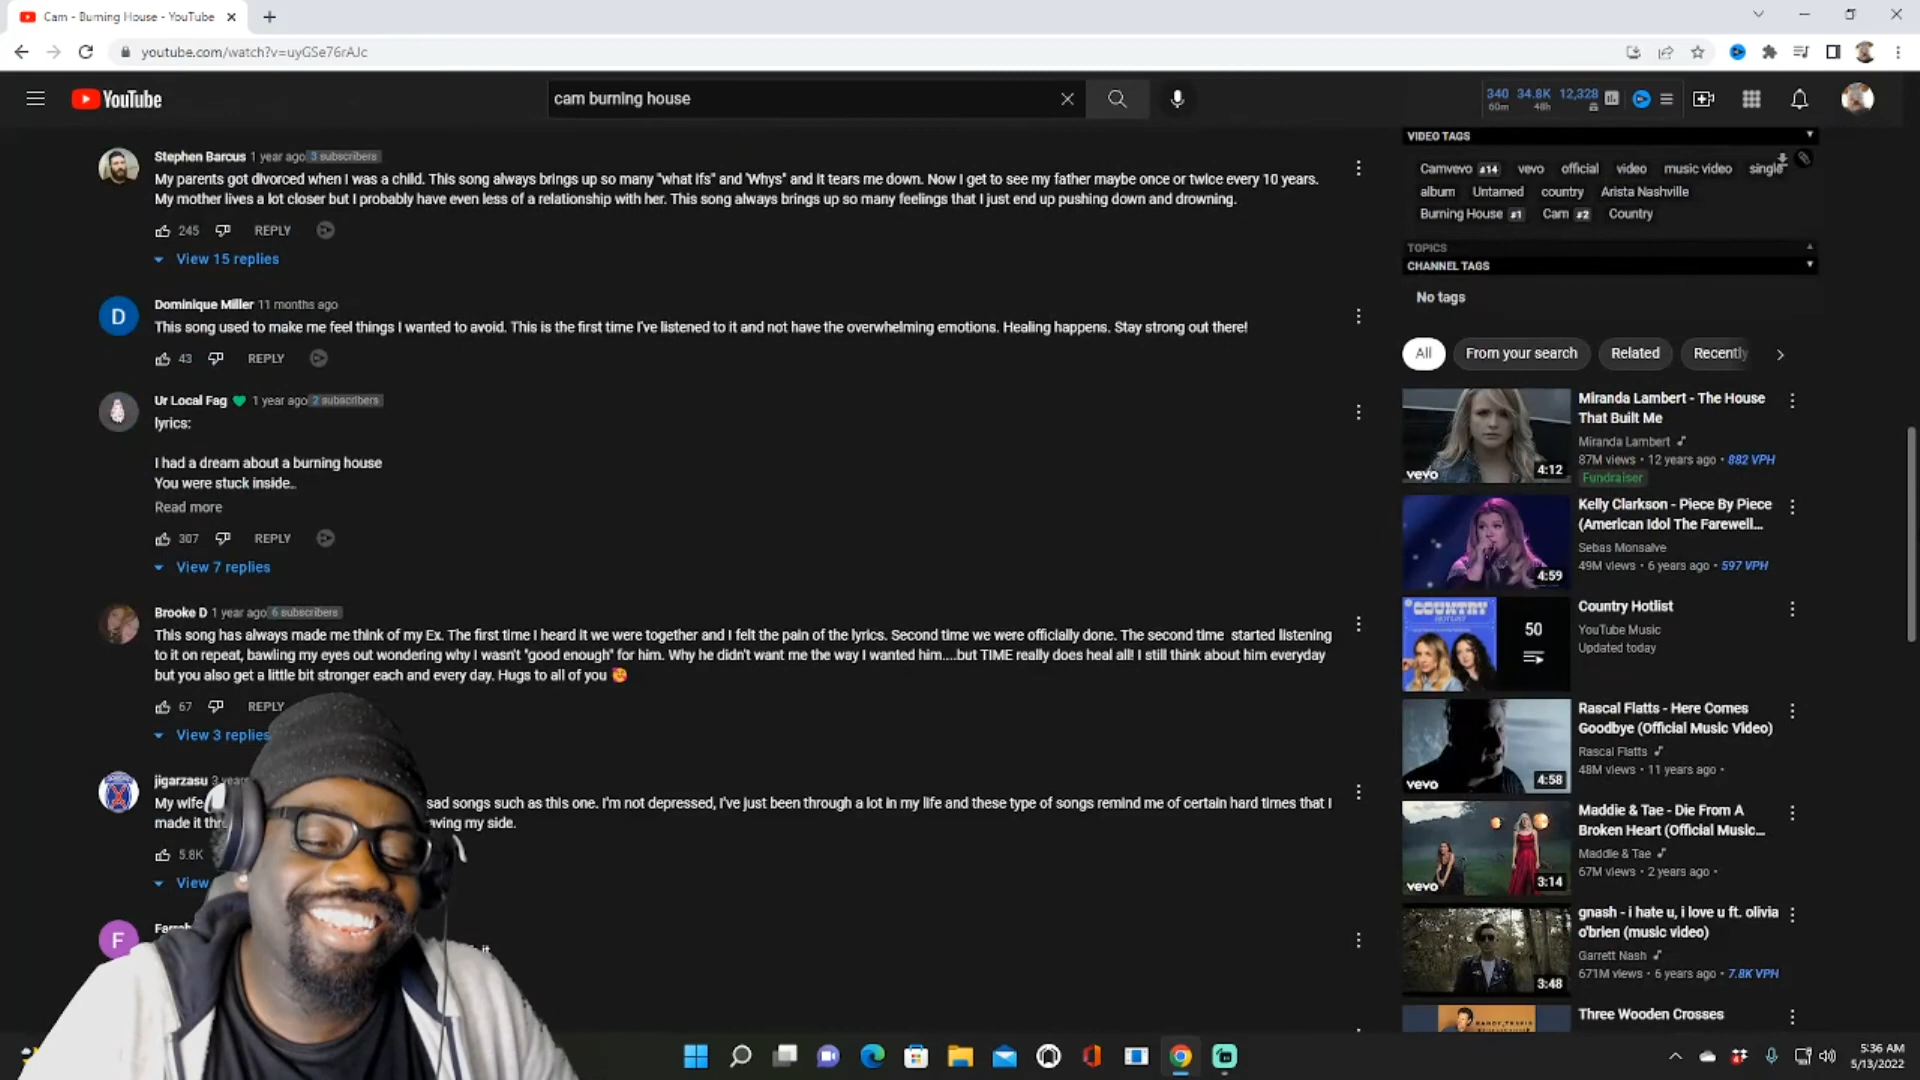 Cam - Burning House - YouTube
youtube.com/watch?v=uyGSe76rAJc
YouTube
cam burning house
340 34.8K 12,328
60m 48h
Stephen Barcus 1 year ago 3 subscribers
My parents got divorced when I was a child. This song always brings up so many "what ifs" and 'Whys" and it tears me down. Now I get to see my father maybe once or twice every 10 years.
My mother lives a lot closer but I probably have even less of a relationship with her. This song always brings up so many feelings that I just end up pushing down and drowning.
245 REPLY
View 15 replies
D
Dominique Miller 11 months ago
This song used to make me feel things I wanted to avoid. This is the first time I've listened to it and not have the overwhelming emotions. Healing happens. Stay strong out there!
43 REPLY
Ur Local Fag 1 year ago 2 subscribers
lyrics:
I had a dream about a burning house
You were stuck inside..
Read more
307 REPLY
View 7 replies
Brooke D 1 year ago 6 subscribers
This song has always made me think of my Ex. The first time I heard it we were together and I felt the pain of the lyrics. Second time we were officially done. The second time started listening
to it on repeat, bawling my eyes out wondering why I wasn't "good enough" for him. Why he didn't want me the way I wanted him....but TIME really does heal all! I still think about him everyday
but you also get a little bit stronger each and every day. Hugs to all of you
67 REPLY
View 3 replies
jigarzasu 3 years
My wife sad songs such as this one. I'm not depressed, I've just been through a lot in my life and these type of songs remind me of certain hard times that I
made it aving my side.
5.8K
View
F
VIDEO TAGS
Camvevo #14 vevo official video music video single
album Untamed country Arista Nashville
Burning House #1 Cam #2 Country
TOPICS
CHANNEL TAGS
No tags
All From your search Related Recently
Miranda Lambert - The House
That Built Me
Miranda Lambert
87M views • 12 years ago • 882 VPH
Fundraiser
vevo 4:12
Kelly Clarkson - Piece By Piece
(American Idol The Farewell...
Sebas Monsalve
49M views • 6 years ago • 597 VPH
4:59
COUNTRY
HOTLIST
50
Country Hotlist
YouTube Music
Updated today
Rascal Flatts - Here Comes
Goodbye (Official Music Video)
Rascal Flatts
48M views • 11 years ago •
vevo 4:58
Maddie & Tae - Die From A
Broken Heart (Official Music...
Maddie & Tae
67M views • 2 years ago •
vevo 3:14
gnash - i hate u, i love u ft. olivia
o'brien (music video)
Garrett Nash
671M views • 6 years ago • 7.8K VPH
3:48
Three Wooden Crosses
5:36 AM
5/13/2022